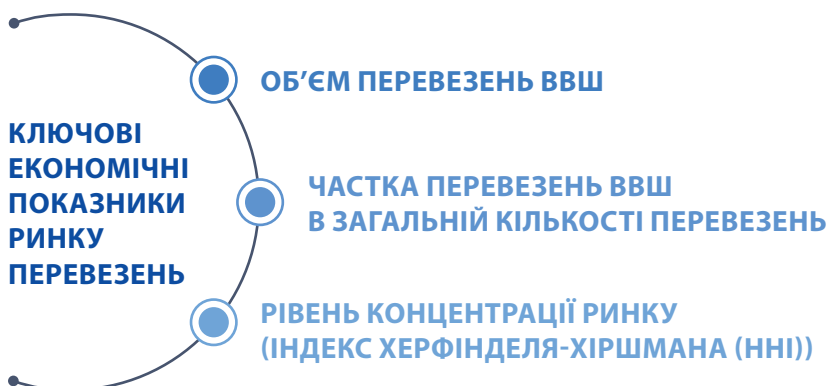 КЛЮЧОВІ
ЕКОНОМІЧНІ
ПОКАЗНИКИ
РИНКУ
ПЕРЕВЕЗЕНЬ
ОБ’ЄМ ПЕРЕВЕЗЕНЬ ВВШ
ЧАСТКА ПЕРЕВЕЗЕНЬ ВВШ
В ЗАГАЛЬНІЙ КІЛЬКОСТІ ПЕРЕВЕЗЕНЬ
РІВЕНЬ КОНЦЕНТРАЦІЇ РИНКУ
(ІНДЕКС ХЕРФІНДЕЛЯ-ХІРШМАНА (ННІ))